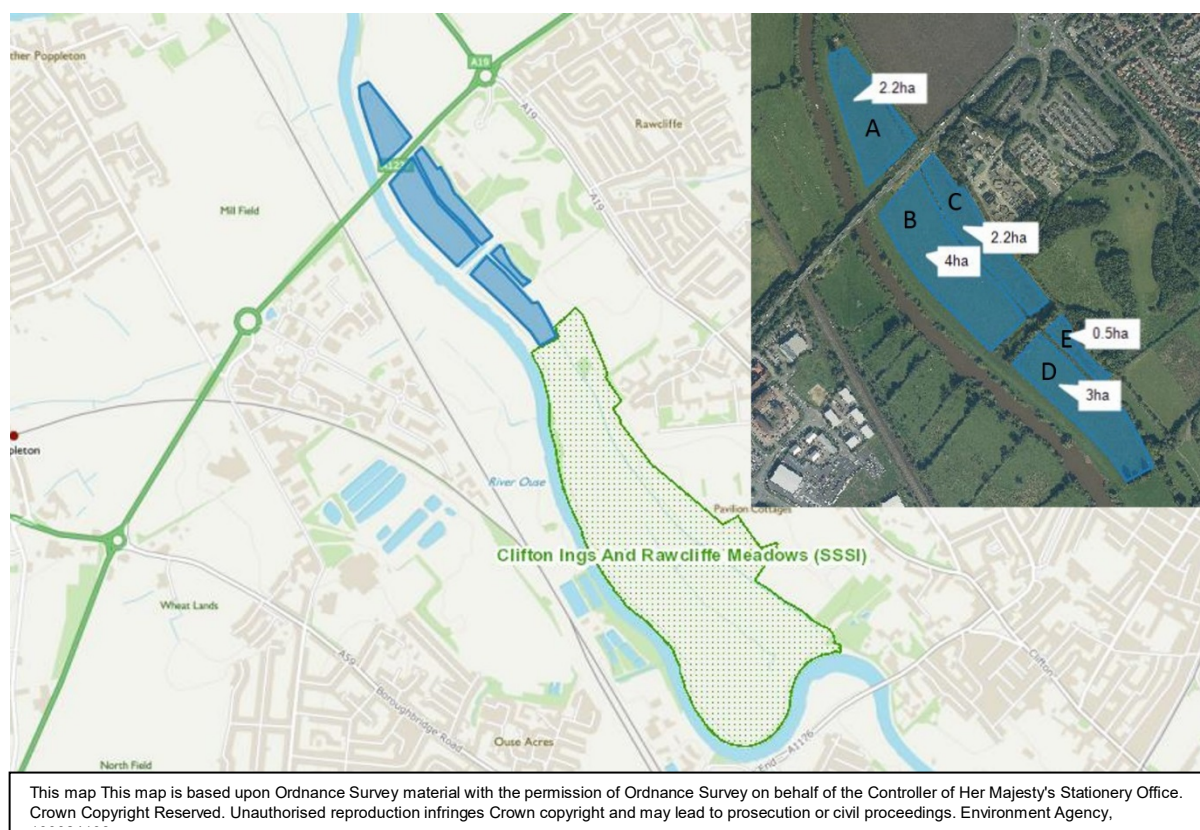 ther Poppleton
A19
A19
Rawcliffe
Mill Field
A19
pleton
River Ouse
Pavilion Cottages
Clifton Ings And Rawcliffe Meadows (SSSI)
Wheat Lands
A59
Boroughbridge Road
Ouse Acres
Clifton
End
A1176
North Field
2.2ha
A
B
C
2.2ha
4ha
E
0.5ha
D
3ha
This map This map is based upon Ordnance Survey material with the permission of Ordnance Survey on behalf of the Controller of Her Majesty's Stationery Office.
Crown Copyright Reserved. Unauthorised reproduction infringes Crown copyright and may lead to prosecution or civil proceedings. Environment Agency,